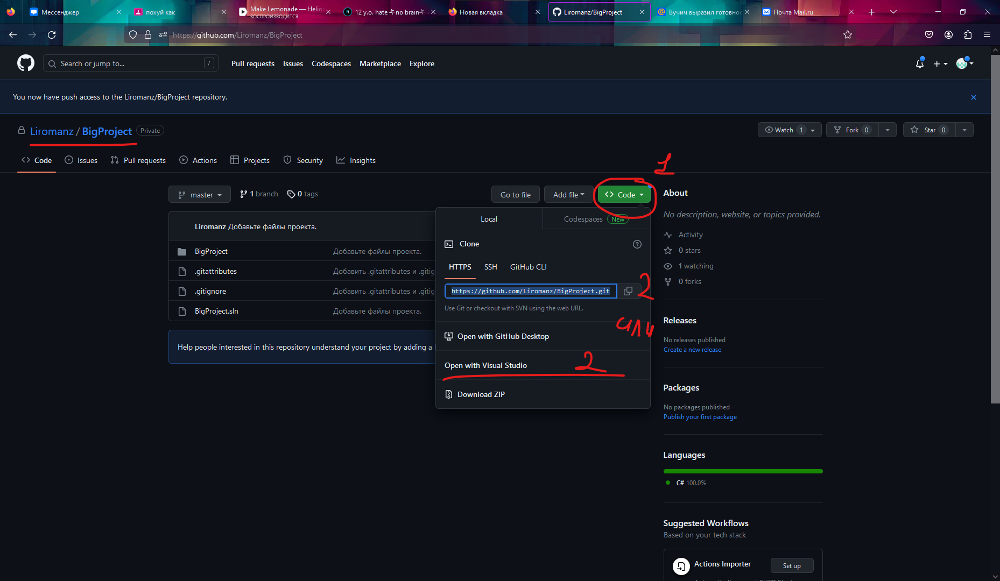 Мессенджер
похуй как
Make Lemonade — Helio
ВОСПРОИЗВОДИТСЯ
12 y.o. hate キno brainキ
Новая вкладка
Liromanz/BigProject
Вучич выразил готовнос
Почта Mail.ru
https://github.com/Liromanz/BigProject
Search or jump to...
/
Pull requests
Issues
Codespaces
Marketplace
Explore
You now have push access to the Liromanz/BigProject repository.
Liromanz / BigProject
Private
Watch 1
Fork 0
Star 0
Code
Issues
Pull requests
Actions
Projects
Security
Insights
1
master
1 branch
0 tags
Go to file
Add file
Code
Liromanz Добавьте файлы проекта.
BigProject
Добавьте файлы проекта.
.gitattributes
Добавить .gitattributes и .gitig
.gitignore
Добавить .gitattributes и .gitig
BigProject.sln
Добавьте файлы проекта.
Help people interested in this repository understand your project by adding a
Local
Codespaces
New
Clone
HTTPS
SSH
GitHub CLI
https://github.com/Liromanz/BigProject.git
2
Use Git or checkout with SVN using the web URL.
или
Open with GitHub Desktop
Open with Visual Studio
2
Download ZIP
About
No description, website, or topics provided.
Activity
0 stars
1 watching
0 forks
Releases
No releases published
Create a new release
Packages
No packages published
Publish your first package
Languages
C# 100.0%
Suggested Workflows
Based on your tech stack
Actions Importer
Set up